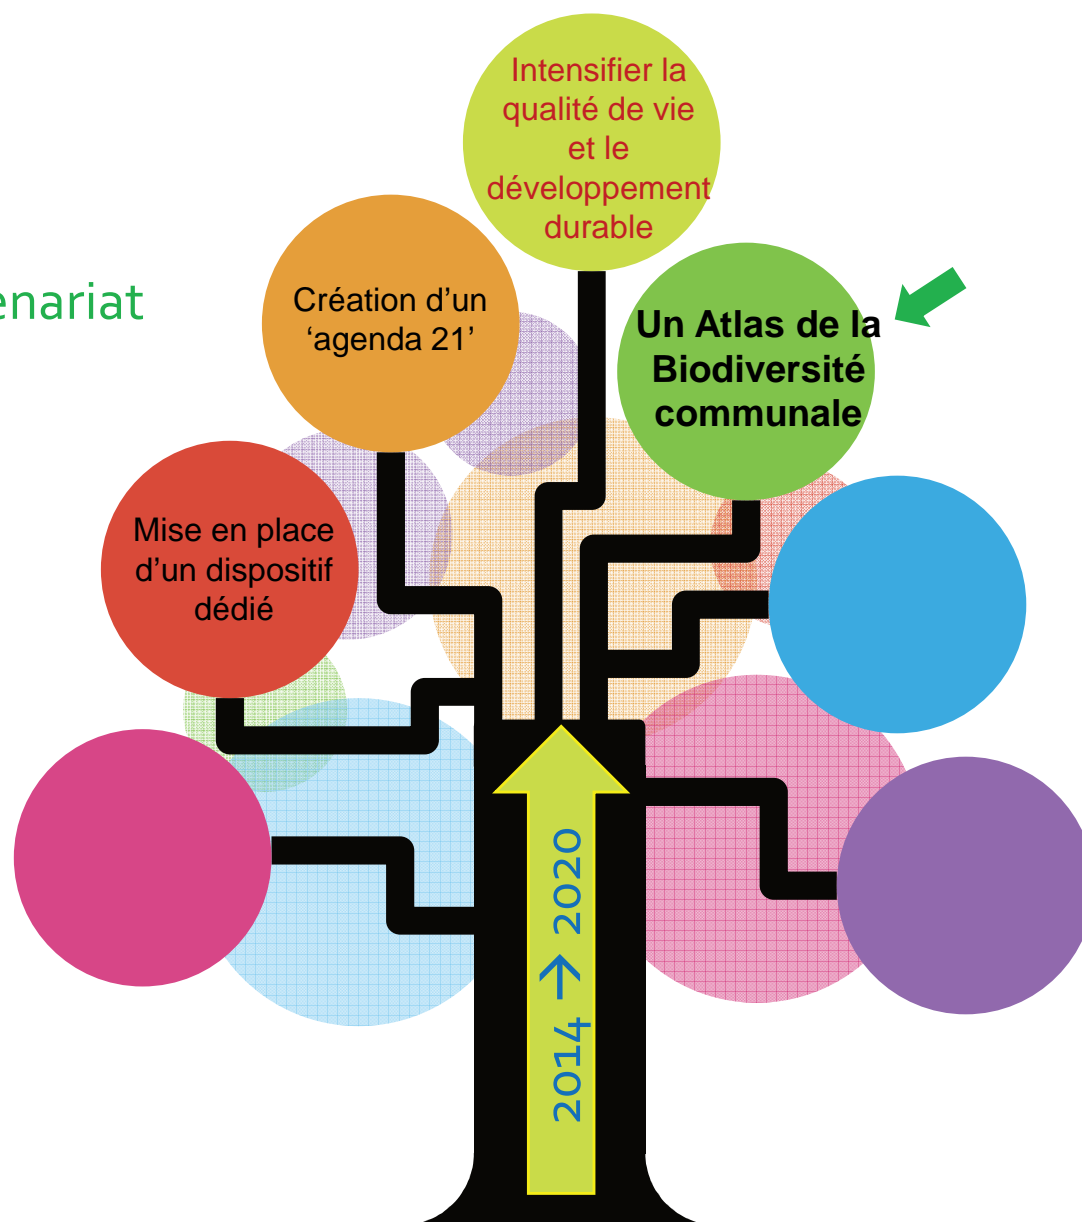 Intensifier la
qualité de vie
et le
développement
durable
enariat
Création d’un
‘agenda 21’
Un Atlas de la
Biodiversité
communale
Mise en place
d’un dispositif
dédié
2014 → 2020